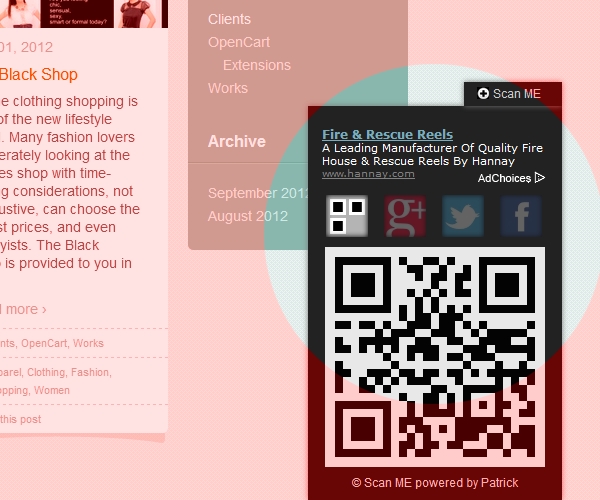 chic,
sensual,
sexy
smart or formal today?
01, 2012
Black Shop
e clothing shopping is
of the new lifestyle
. Many fashion lovers
erately looking at the
es shop with time-
ng considerations, not
ustive, can choose the
st prices, and even
yists. The Black
is provided to you in
more ›
nts, OpenCart, Works
parel, Clothing, Fashion,
opping, Women
this post
Clients
OpenCart
Extensions
Works
Archive
September 2012
August 2012
Scan ME
Fire & Rescue Reels
A Leading Manufacturer Of Quality Fire
House & Rescue Reels By Hannay
www.hannay.com
AdChoices
g+
f
© Scan ME powered by Patrick